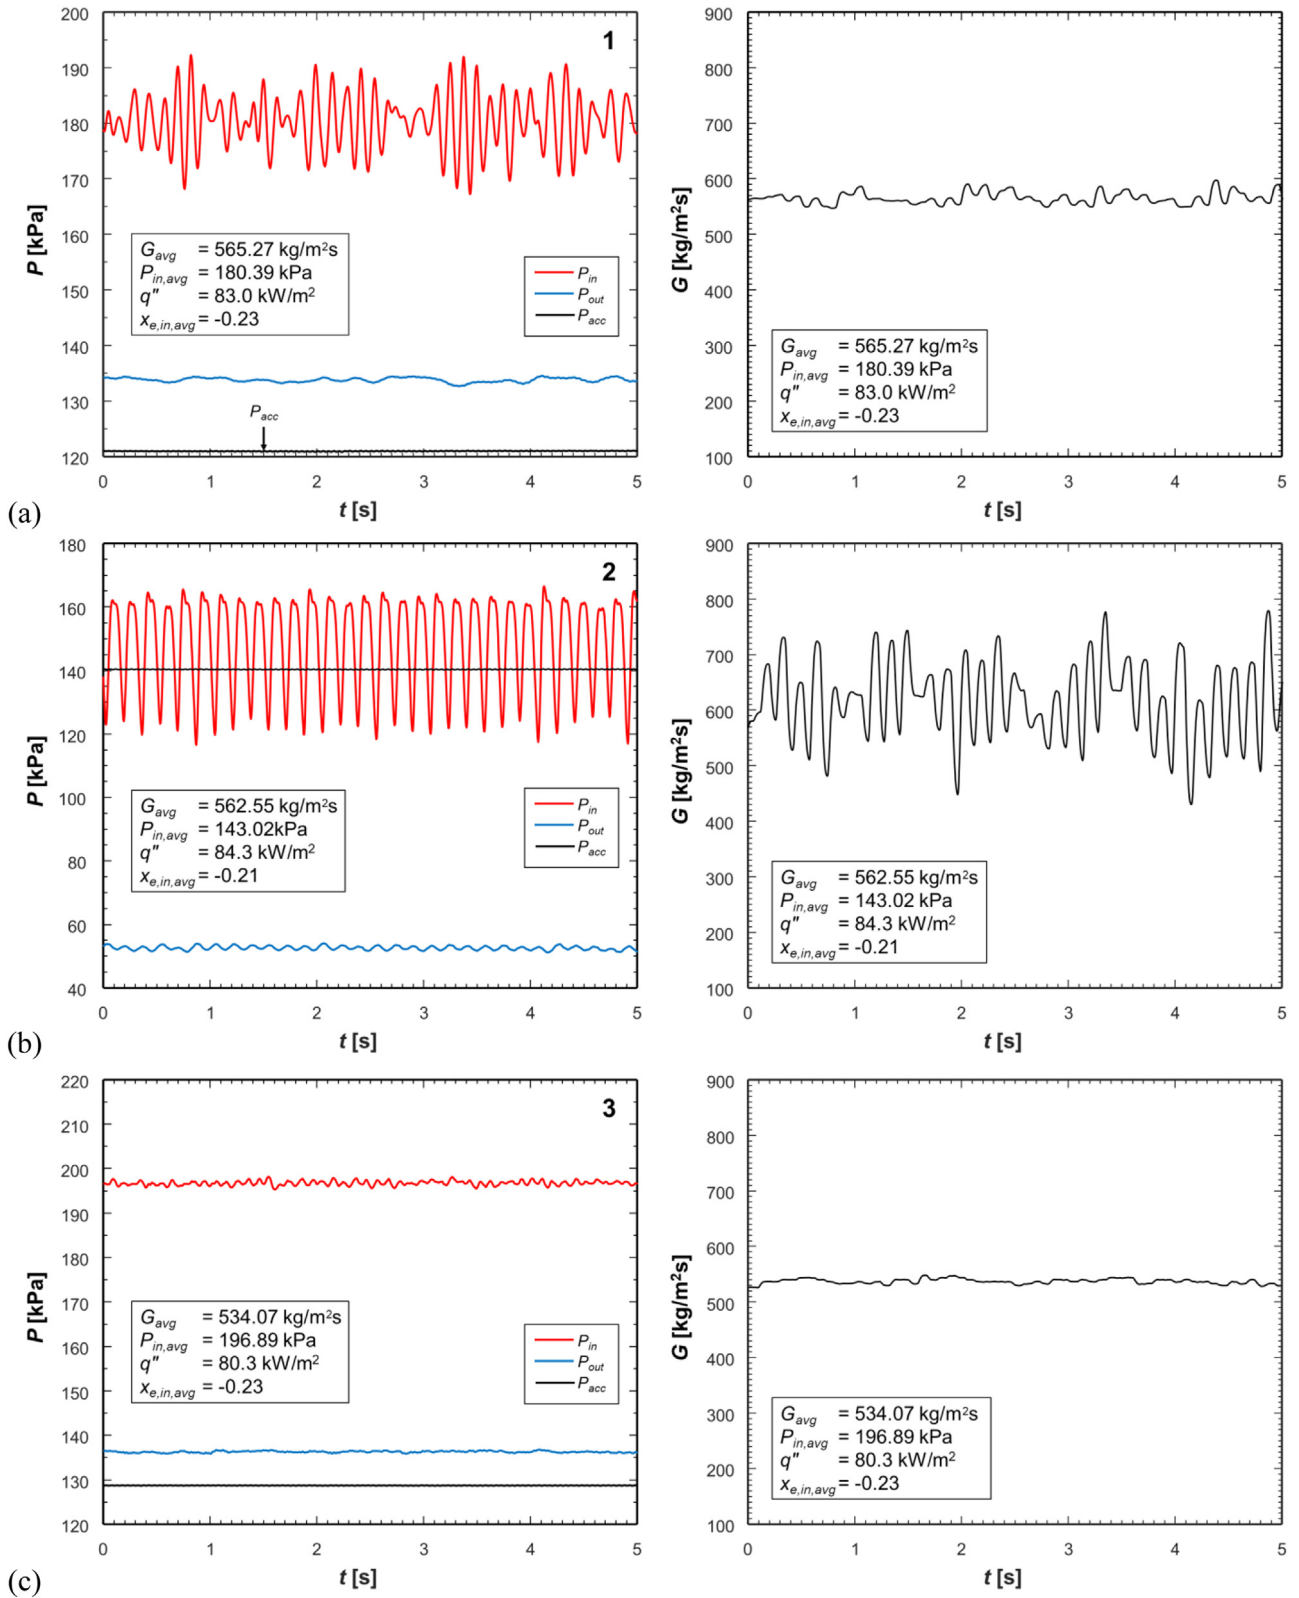 200
190
180
170
160
150
140
130
120
P [kPa]
1
G_avg = 565.27 kg/m²s
P_in,avg = 180.39 kPa
q" = 83.0 kW/m²
x_e,in,avg = -0.23
P_in
P_out
P_acc
P_acc
0 1 2 3 4 5
t [s]
900
800
700
600
500
400
300
200
100
G [kg/m²s]
G_avg = 565.27 kg/m²s
P_in,avg = 180.39 kPa
q" = 83.0 kW/m²
x_e,in,avg = -0.23
0 1 2 3 4 5
t [s]
(a)
180
160
140
120
100
80
60
40
P [kPa]
2
G_avg = 562.55 kg/m²s
P_in,avg = 143.02kPa
q" = 84.3 kW/m²
x_e,in,avg = -0.21
P_in
P_out
P_acc
0 1 2 3 4 5
t [s]
900
800
700
600
500
400
300
200
100
G [kg/m²s]
G_avg = 562.55 kg/m²s
P_in,avg = 143.02 kPa
q" = 84.3 kW/m²
x_e,in,avg = -0.21
0 1 2 3 4 5
t [s]
(b)
220
210
200
190
180
170
160
150
140
130
120
P [kPa]
3
G_avg = 534.07 kg/m²s
P_in,avg = 196.89 kPa
q" = 80.3 kW/m²
x_e,in,avg = -0.23
P_in
P_out
P_acc
0 1 2 3 4 5
t [s]
900
800
700
600
500
400
300
200
100
G [kg/m²s]
G_avg = 534.07 kg/m²s
P_in,avg = 196.89 kPa
q" = 80.3 kW/m²
x_e,in,avg = -0.23
0 1 2 3 4 5
t [s]
(c)